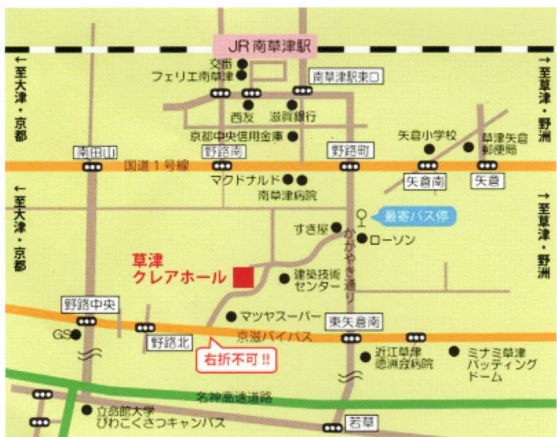 JR南草津駅
交番
フェリエ南草津
南草津駅東口
←至大津・京都
→至草津・野洲
西友
滋賀銀行
京都中央信用金庫
矢倉小学校
草津矢倉
郵便局
南田山
国道1号線
野路南
野路町
矢倉南
矢倉
マクドナルド
南草津病院
←至大津・京都
→至草津・野洲
最寄バス停
すき屋
ローソン
かがやき通り
草津
クレアホール
建築技術
センター
野路中央
マツヤスーパー
東矢倉南
GS
野路北
京滋バイパス
右折不可!!
近江草津
徳洲会病院
ミナミ草津
バッティング
ドーム
名神高速道路
立命館大学
びわこくさつキャンパス
若草